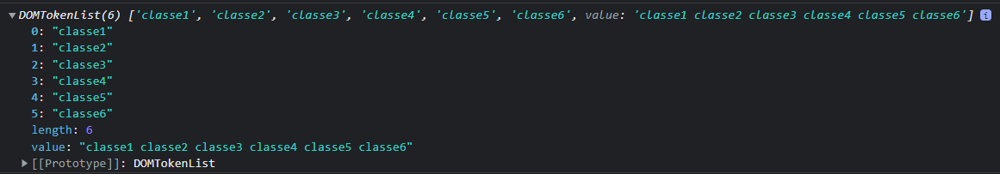 DOMTokenList(6) ['classe1', 'classe2', 'classe3', 'classe4', 'classe5', 'classe6', value: 'classe1 classe2 classe3 classe4 classe5 classe6'] i
0: "classe1"
1: "classe2"
2: "classe3"
3: "classe4"
4: "classe5"
5: "classe6"
length: 6
value: "classe1 classe2 classe3 classe4 classe5 classe6"
[[Prototype]]: DOMTokenList